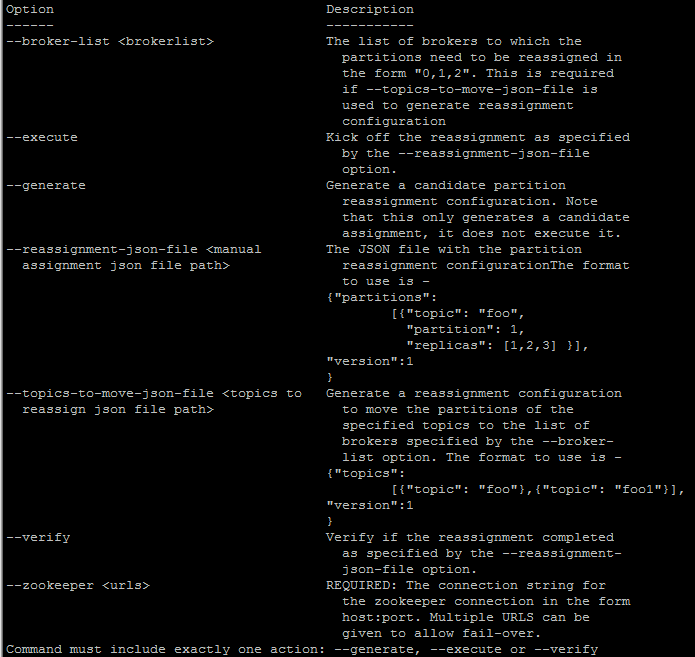 Option                                  Description
------                                  -----------
--broker-list <brokerlist>              The list of brokers to which the
                                          partitions need to be reassigned in
                                          the form "0,1,2". This is required
                                          if --topics-to-move-json-file is
                                          used to generate reassignment
                                          configuration
--execute                               Kick off the reassignment as specified
                                          by the --reassignment-json-file
                                          option.
--generate                              Generate a candidate partition
                                          reassignment configuration. Note
                                          that this only generates a candidate
                                          assignment, it does not execute it.
--reassignment-json-file <manual        The JSON file with the partition
  assignment json file path>              reassignment configurationThe format
                                          to use is -
                                        {"partitions":
                                                [{"topic": "foo",
                                                  "partition": 1,
                                                  "replicas": [1,2,3] }],
                                        "version":1
                                        }
--topics-to-move-json-file <topics to   Generate a reassignment configuration
  reassign json file path>                to move the partitions of the
                                          specified topics to the list of
                                          brokers specified by the --broker-
                                          list option. The format to use is -
                                        {"topics":
                                                [{"topic": "foo"},{"topic": "foo1"}],
                                        "version":1
                                        }
--verify                                Verify if the reassignment completed
                                          as specified by the --reassignment-
                                          json-file option.
--zookeeper <urls>                      REQUIRED: The connection string for
                                          the zookeeper connection in the form
                                          host:port. Multiple URLS can be
                                          given to allow fail-over.
Command must include exactly one action: --generate, --execute or --verify